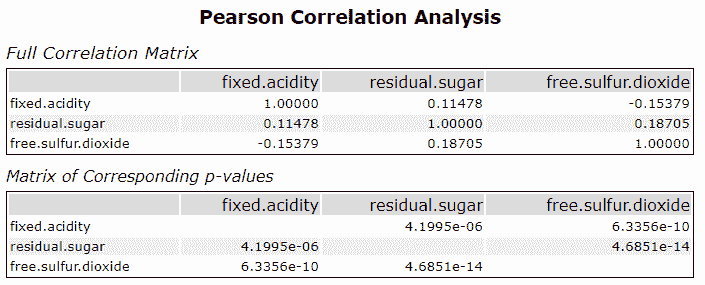 Pearson Correlation Analysis
Full Correlation Matrix
fixed.acidity residual.sugar free.sulfur.dioxide
fixed.acidity 1.00000 0.11478 -0.15379
residual.sugar 0.11478 1.00000 0.18705
free.sulfur.dioxide -0.15379 0.18705 1.00000
Matrix of Corresponding p-values
fixed.acidity residual.sugar free.sulfur.dioxide
fixed.acidity 4.1995e-06 6.3356e-10
residual.sugar 4.1995e-06 4.6851e-14
free.sulfur.dioxide 6.3356e-10 4.6851e-14